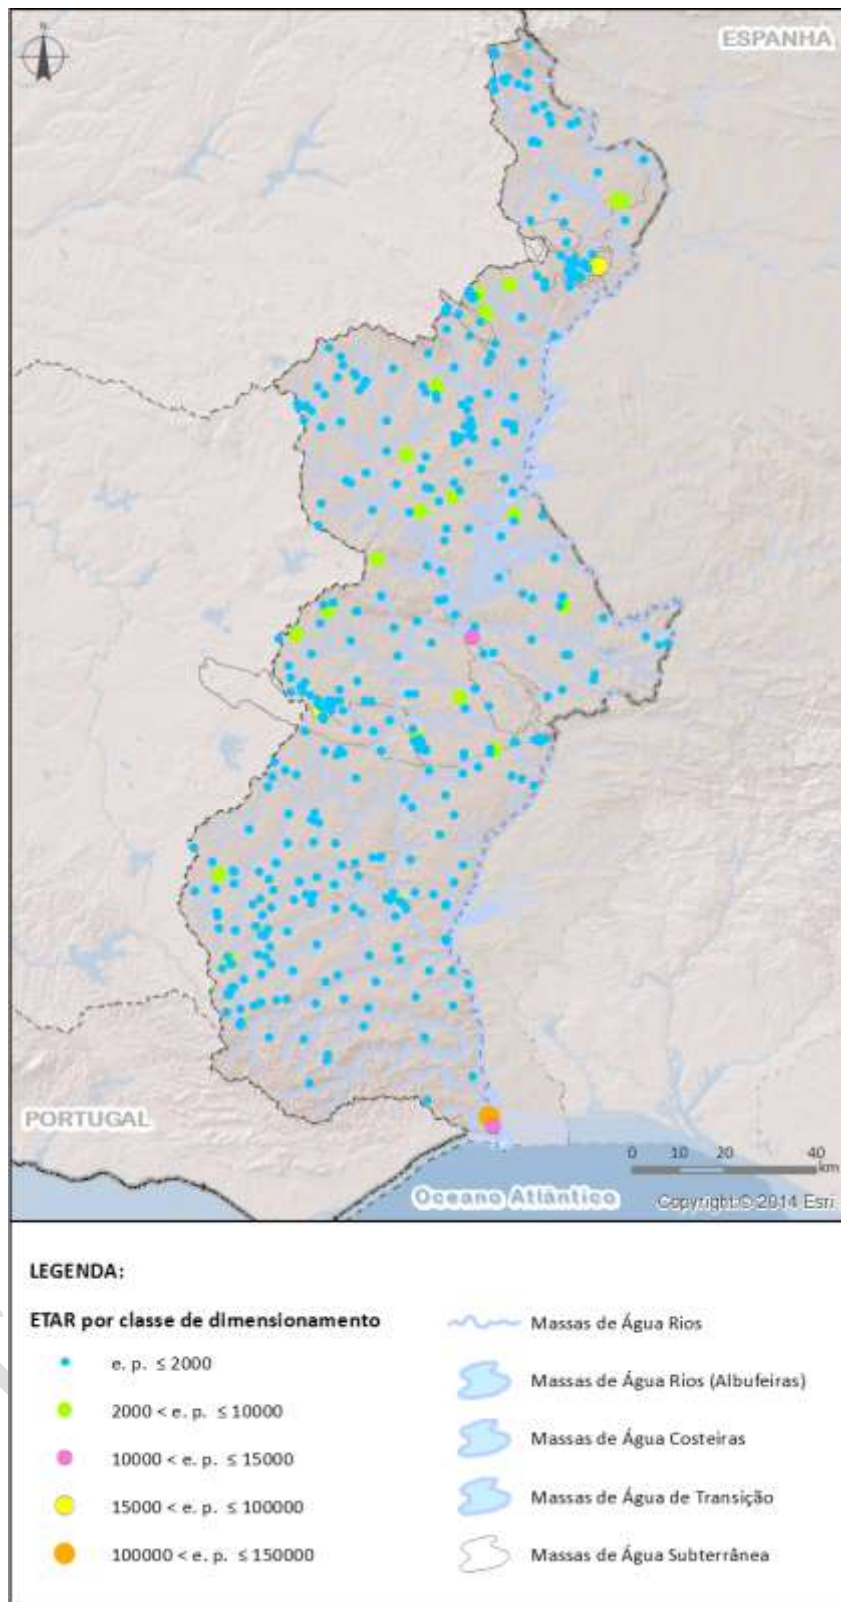 N
ESPANHA
PORTUGAL
0 10 20 40
km
Oceano Atlântico
Copyright:© 2014 Esri
LEGENDA:
ETAR por classe de dimensionamento
e. p. ≤ 2000
2000 < e. p. ≤ 10000
10000 < e. p. ≤ 15000
15000 < e. p. ≤ 100000
100000 < e. p. ≤ 150000
Massas de Água Rios
Massas de Água Rios (Albufeiras)
Massas de Água Costeiras
Massas de Água de Transição
Massas de Água Subterrânea